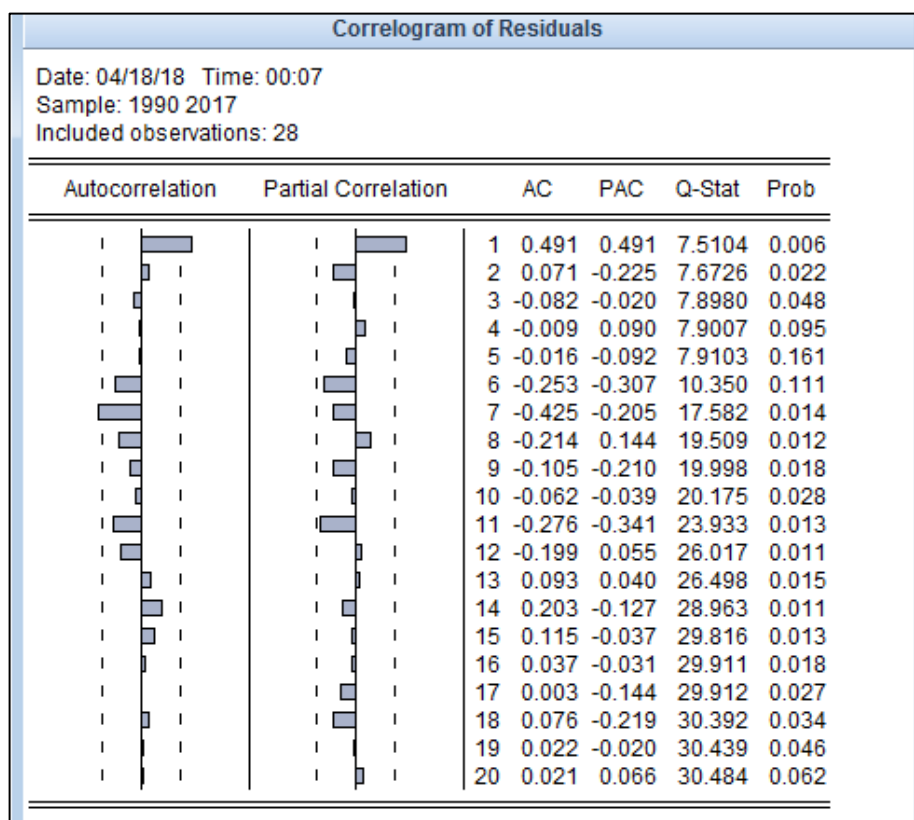 Correlogram of Residuals
Date: 04/18/18 Time: 00:07
Sample: 1990 2017
Included observations: 28
Autocorrelation Partial Correlation AC PAC Q-Stat Prob
1 0.491 0.491 7.5104 0.006
2 0.071 -0.225 7.6726 0.022
3 -0.082 -0.020 7.8980 0.048
4 -0.009 0.090 7.9007 0.095
5 -0.016 -0.092 7.9103 0.161
6 -0.253 -0.307 10.350 0.111
7 -0.425 -0.205 17.582 0.014
8 -0.214 0.144 19.509 0.012
9 -0.105 -0.210 19.998 0.018
10 -0.062 -0.039 20.175 0.028
11 -0.276 -0.341 23.933 0.013
12 -0.199 0.055 26.017 0.011
13 0.093 0.040 26.498 0.015
14 0.203 -0.127 28.963 0.011
15 0.115 -0.037 29.816 0.013
16 0.037 -0.031 29.911 0.018
17 0.003 -0.144 29.912 0.027
18 0.076 -0.219 30.392 0.034
19 0.022 -0.020 30.439 0.046
20 0.021 0.066 30.484 0.062